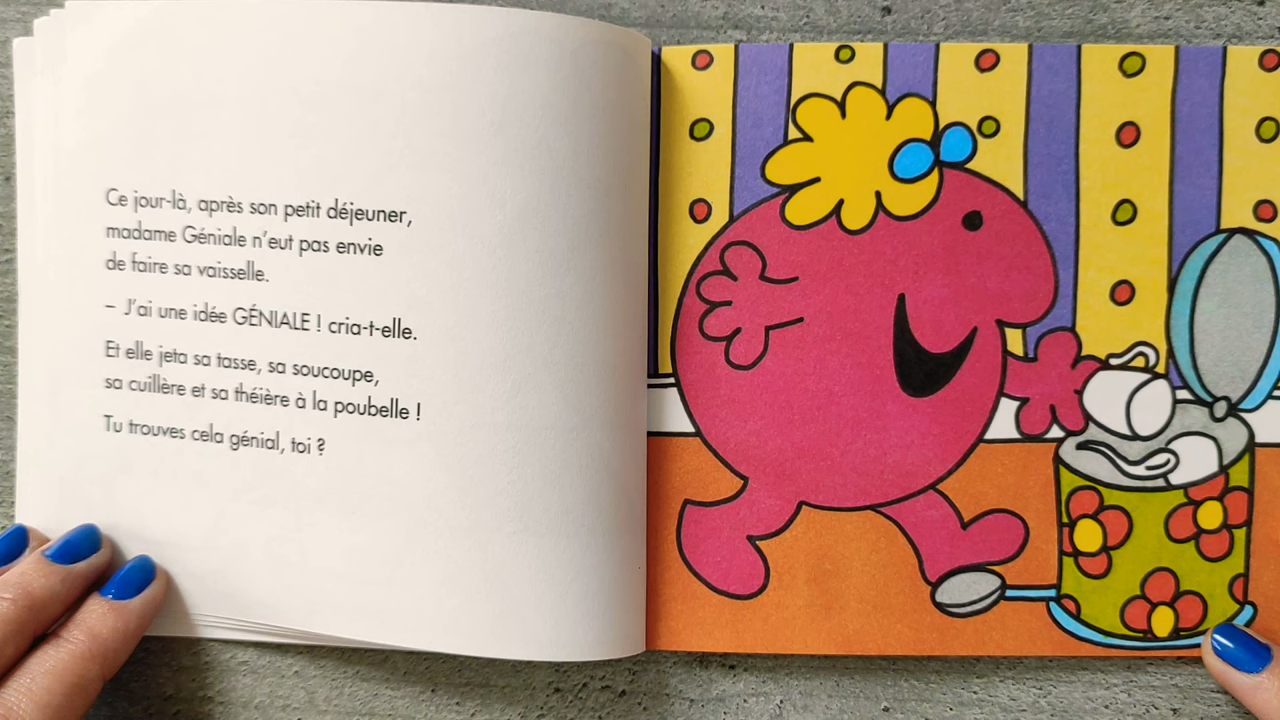 Ce jour-là, après son petit déjeuner,
madame Géniale n'eut pas envie
de faire sa vaisselle.
– J'ai une idée GÉNIALE ! cria-t-elle.
Et elle jeta sa tasse, sa soucoupe,
sa cuillère et sa théière à la poubelle !
Tu trouves cela génial, toi ?